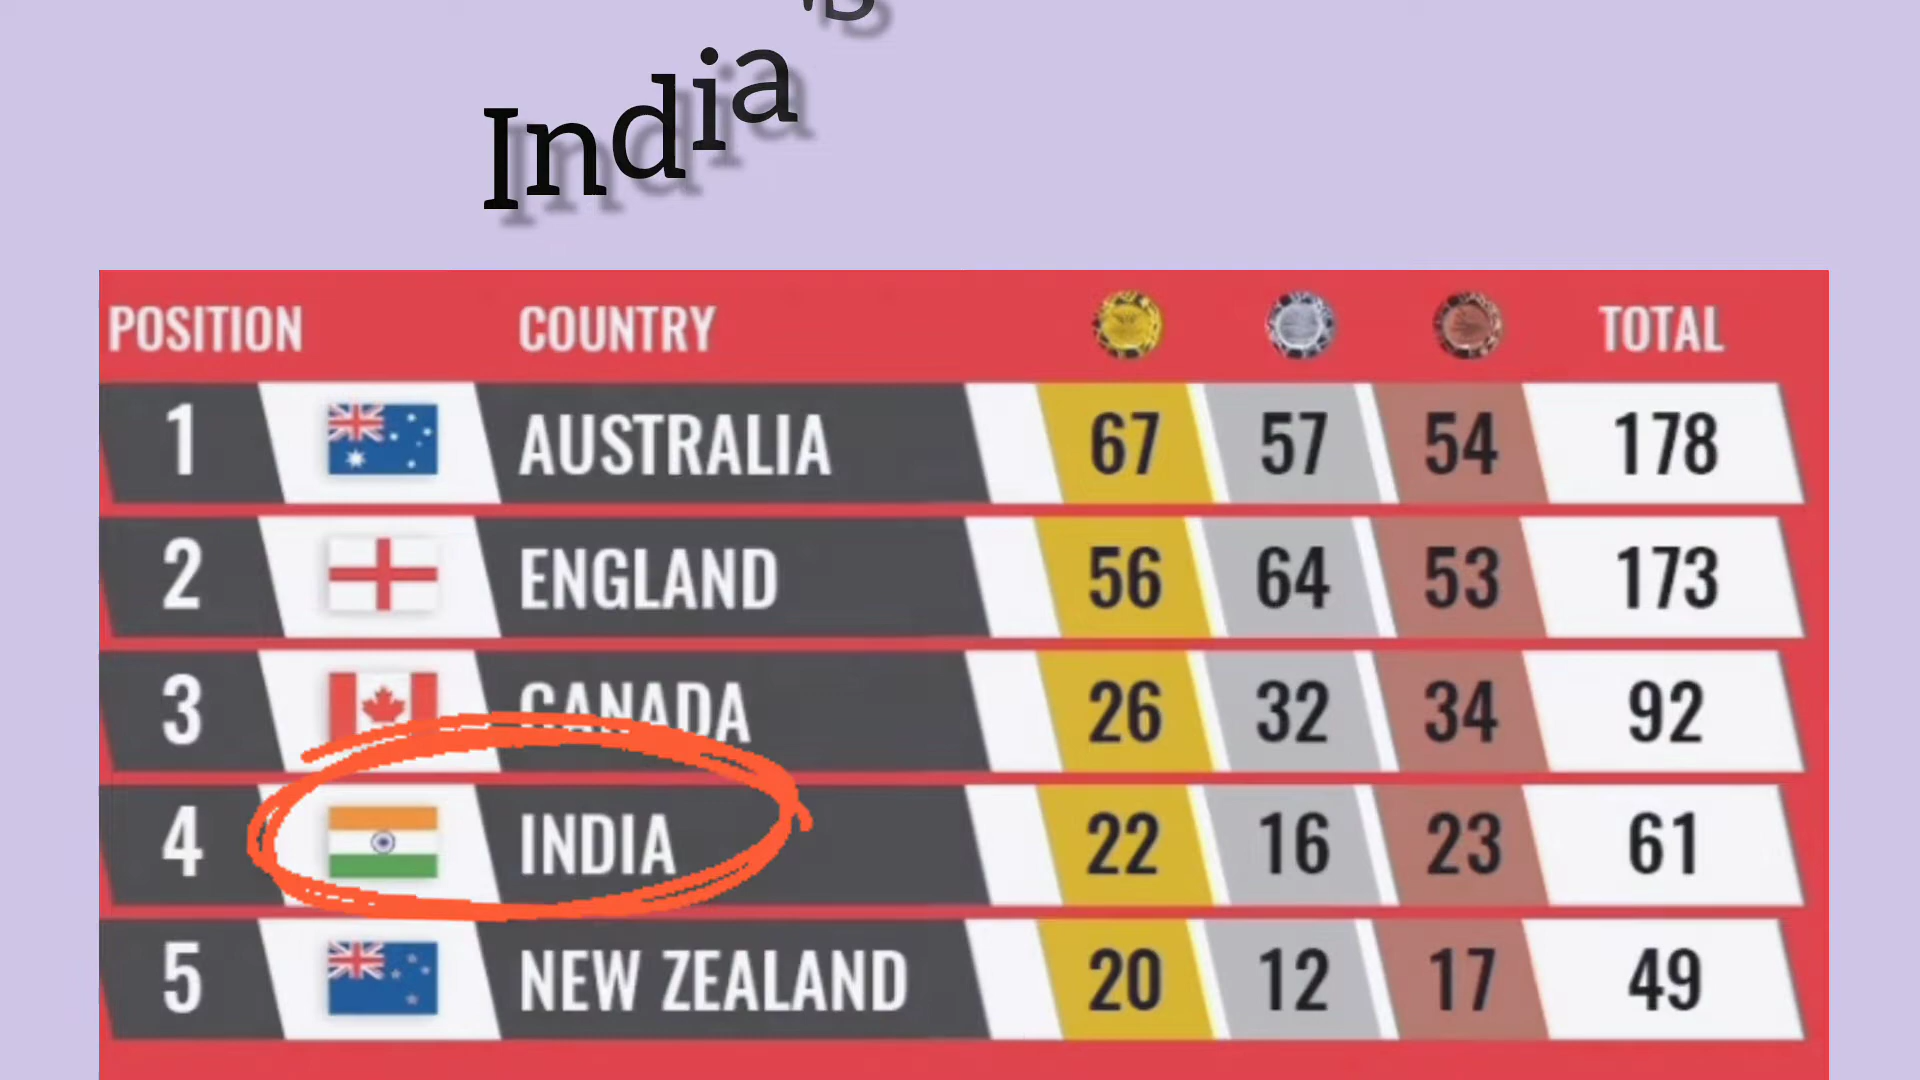 India
POSITION COUNTRY TOTAL
1 AUSTRALIA 67 57 54 178
2 ENGLAND 56 64 53 173
3 CANADA 26 32 34 92
4 INDIA 22 16 23 61
5 NEW ZEALAND 20 12 17 49